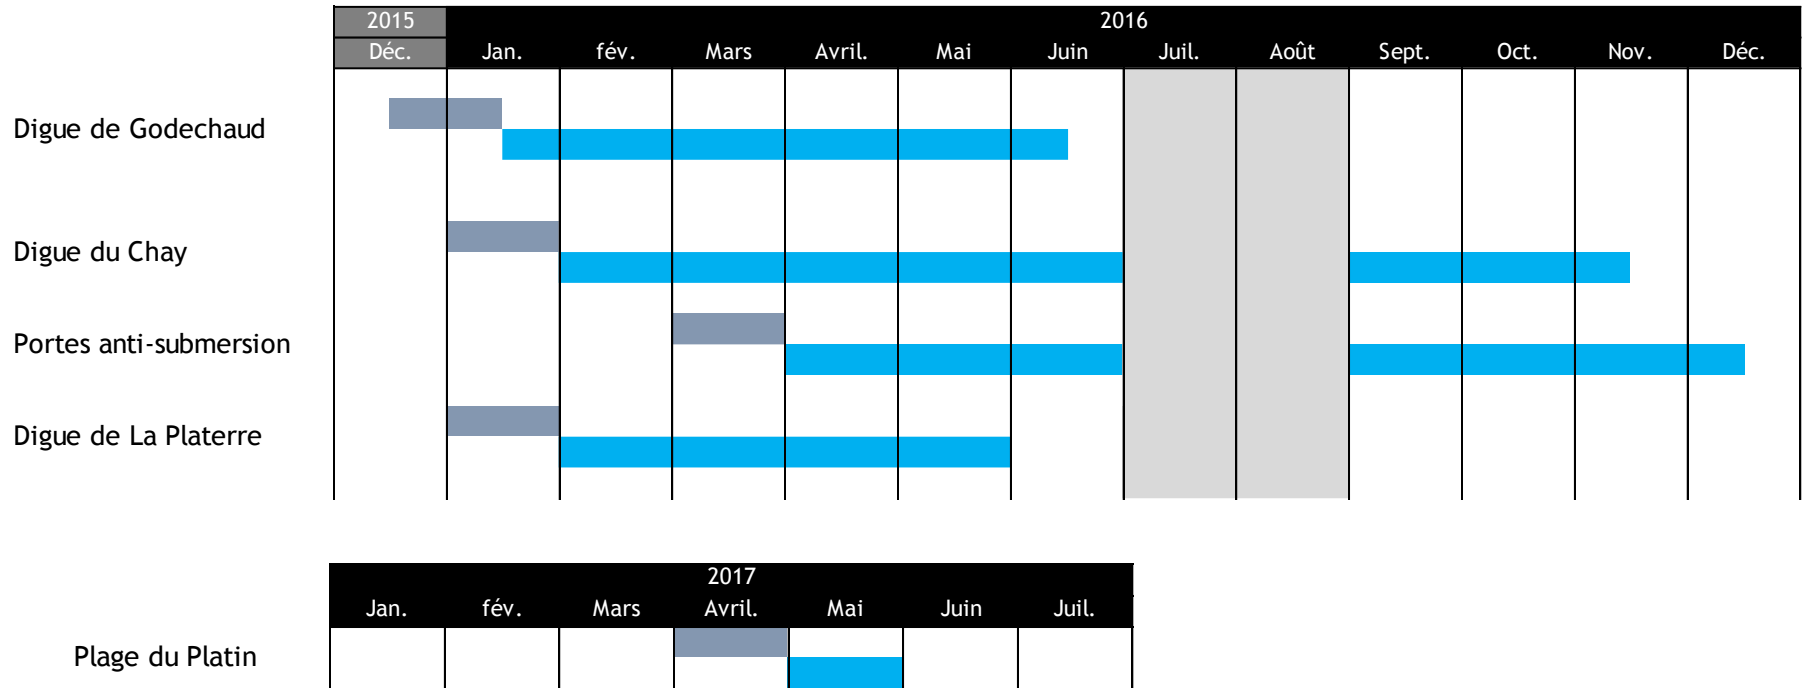 2015 2016
Déc. Jan. fév. Mars Avril. Mai Juin Juil. Août Sept. Oct. Nov. Déc.
Digue de Godechaud
Digue du Chay
Portes anti-submersion
Digue de La Platerre
2017
Jan. fév. Mars Avril. Mai Juin Juil.
Plage du Platin